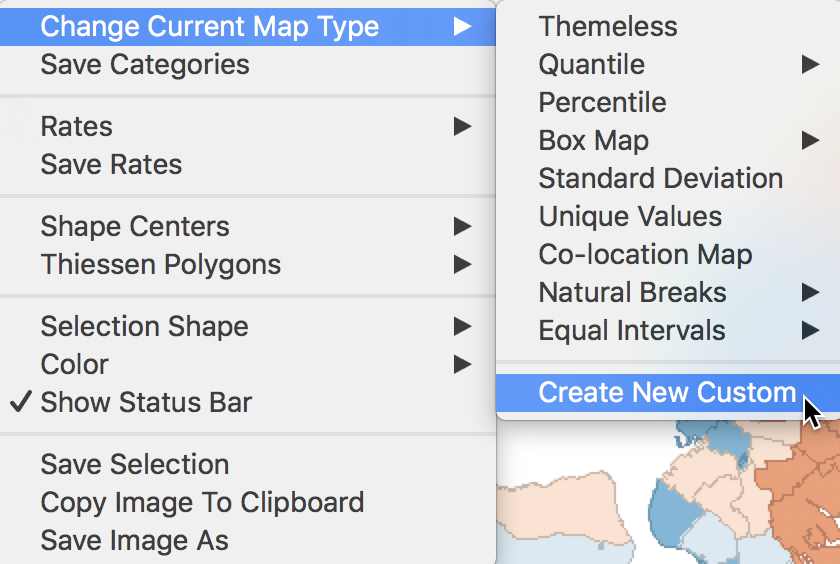 Change Current Map Type
Save Categories
Rates
Save Rates
Shape Centers
Thiessen Polygons
Selection Shape
Color
Show Status Bar
Save Selection
Copy Image To Clipboard
Save Image As
Themeless
Quantile
Percentile
Box Map
Standard Deviation
Unique Values
Co-location Map
Natural Breaks
Equal Intervals
Create New Custom